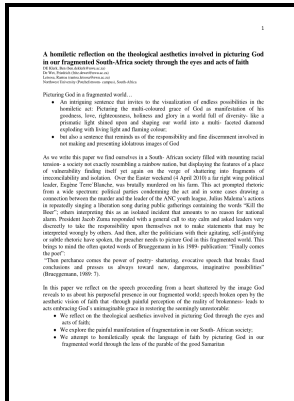 1
A homiletic reflection on the theological aesthetics involved in picturing God
in our fragmented South-Africa society through the eyes and acts of faith
Picturing God in a fragmented world…
• An intriguing sentence that invites to the visualization of endless possibilities in the
homiletic act: Picturing the multi-coloured grace of God as manifestation of his
goodness, love, righteousness, holiness and glory in a world full of diversity- like a
prismatic light shined upon and shaping our world into a multi- faceted diamond
exploding with living light and flaming colour;
• but also a sentence that reminds us of the responsibility and fine discernment involved in
not making and presenting idolatrous images of God
As we write this paper we find ourselves in a South- African society filled with mounting racial
tension- a society not exactly resembling a rainbow nation, but displaying the features of a place
of vulnerability finding itself yet again on the verge of shattering into fragments of
irreconcilability and isolation. Over the Easter weekend (4 April 2010) a far right wing political
leader, Eugène Terre'Blanche, was brutally murdered on his farm. This act prompted rhetoric
from a wide spectrum- political parties condemning the act and in some cases drawing a
connection between the murder and the leader of the ANC youth league, Julius Malema's actions
in repeatedly singing a liberation song during public gatherings containing the words "Kill the
Boer"; others interpreting this as an isolated incident that amounts to no reason for national
alarm. President Jacob Zuma responded with a general call to stay calm and asked leaders very
discretely to take the responsibility upon themselves not to make statements that may be
interpreted wrongly by others. And then, after the politicians with their agitating, self-justifying
or subtle rhetoric have spoken, the preacher needs to picture God in this fragmented world. This
brings to mind the often quoted words of Brueggemann in his 1989- publication: "Finally comes
the poet":
"Then perchance comes the power of poetry- shattering, evocative speech that breaks fixed
conclusions and presses us always toward new, dangerous, imaginative possibilities"
(Brueggemann, 1989: 7).
In this paper we reflect on the speech proceeding from a heart shattered by the image God
reveals to us about his purposeful presence in our fragmented world; speech broken open by the
aesthetic vision of faith that -through painful perception of the reality of brokenness- leads to
acts embracing God's unimaginable grace in restoring the seemingly unrestorable:
• We reflect on the theological aesthetics involved in picturing God through the eyes and
acts of faith;
• We explore the painful manifestation of fragmentation in our South- African society;
• We attempt to homiletically speak the language of faith by picturing God in our
fragmented world through the lens of the parable of the good Samaritan